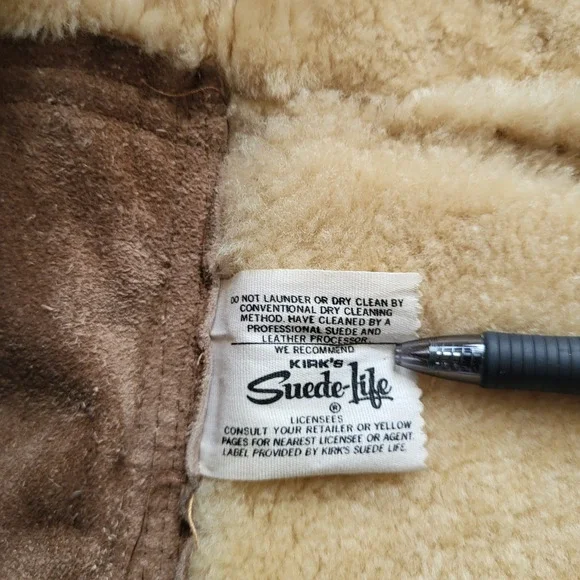 DO NOT LAUNDER OR DRY CLEAN BY
CONVENTIONAL DRY CLEANING
METHOD. HAVE CLEANED BY A
PROFESSIONAL SUEDE AND
LEATHER PROCESSOR.
WE RECOMMEND
KIRK'S
Suede-Life
®
LICENSEES
CONSULT YOUR RETAILER OR YELLOW
PAGES FOR NEAREST LICENSEE OR AGENT.
LABEL PROVIDED BY KIRK'S SUEDE LIFE.